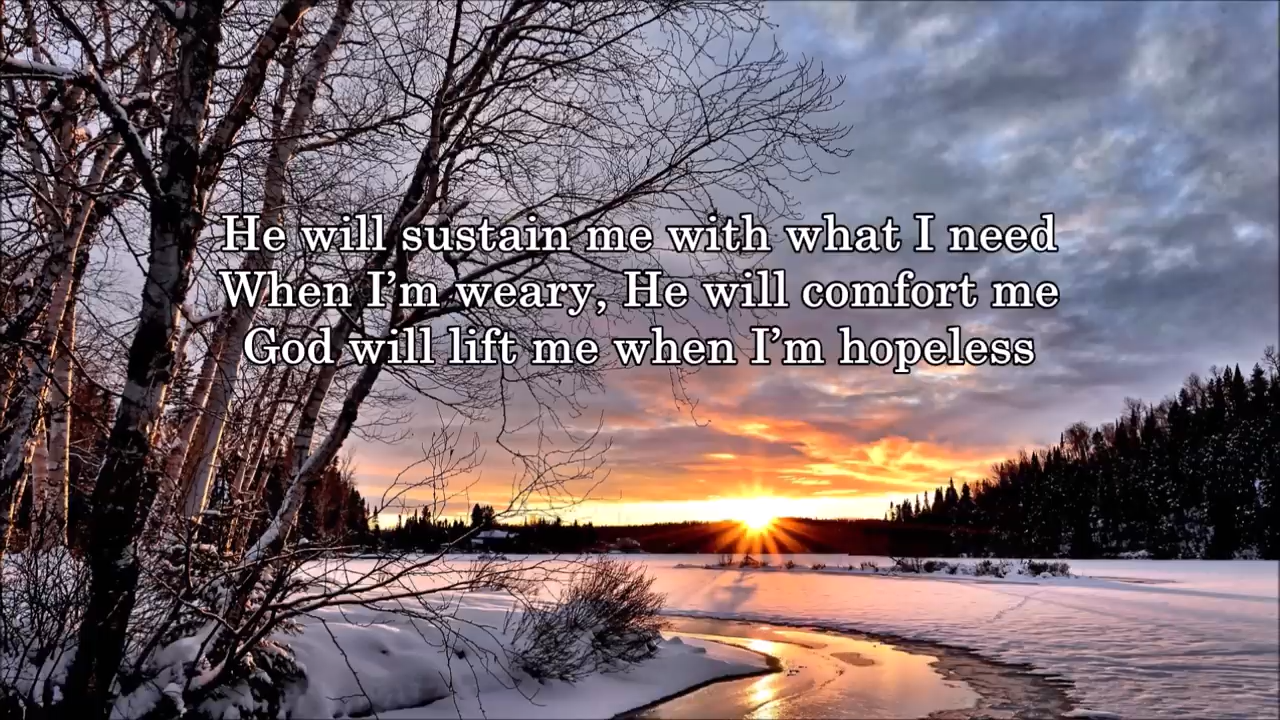 He will sustain me with what I need
When I’m weary, He will comfort me
God will lift me when I’m hopeless